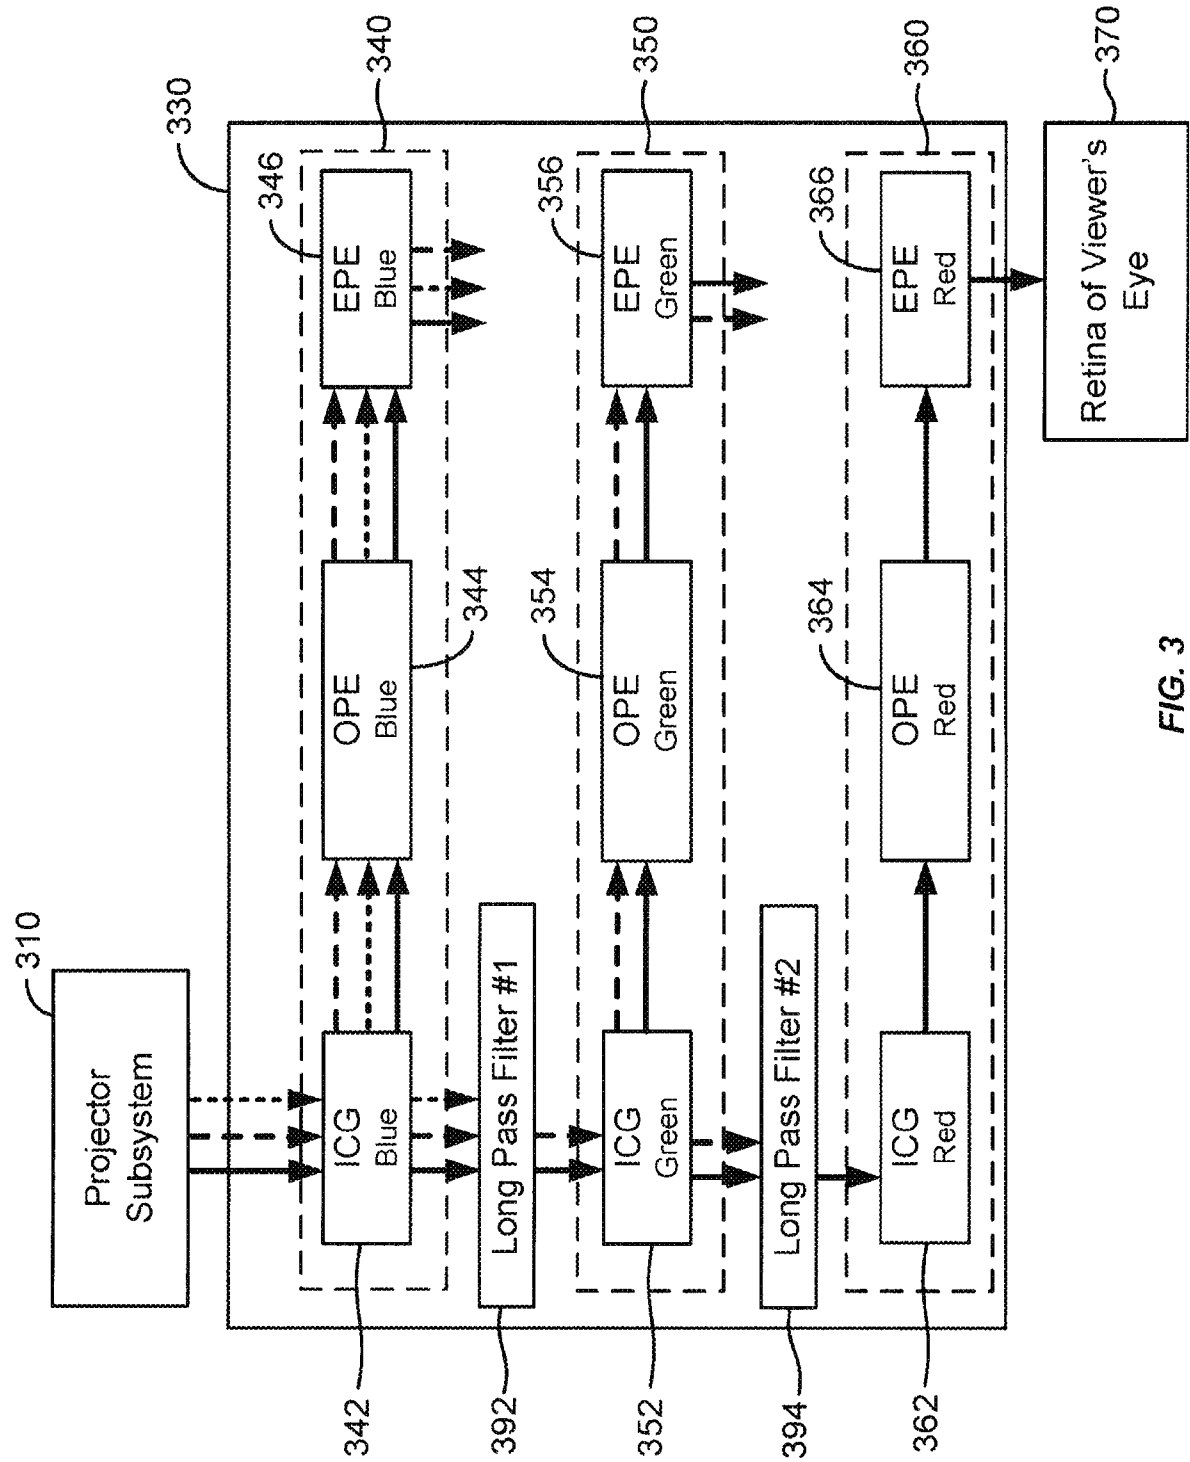 330
340
350
360
370
346
EPE
Blue
356
EPE
Green
366
EPE
Red
Retina of Viewer's
Eye
344
OPE
Blue
354
OPE
Green
364
OPE
Red
310
Projector
Subsystem
ICG
Blue
Long Pass Filter #1
ICG
Green
Long Pass Filter #2
ICG
Red
342
392
352
394
362
FIG. 3